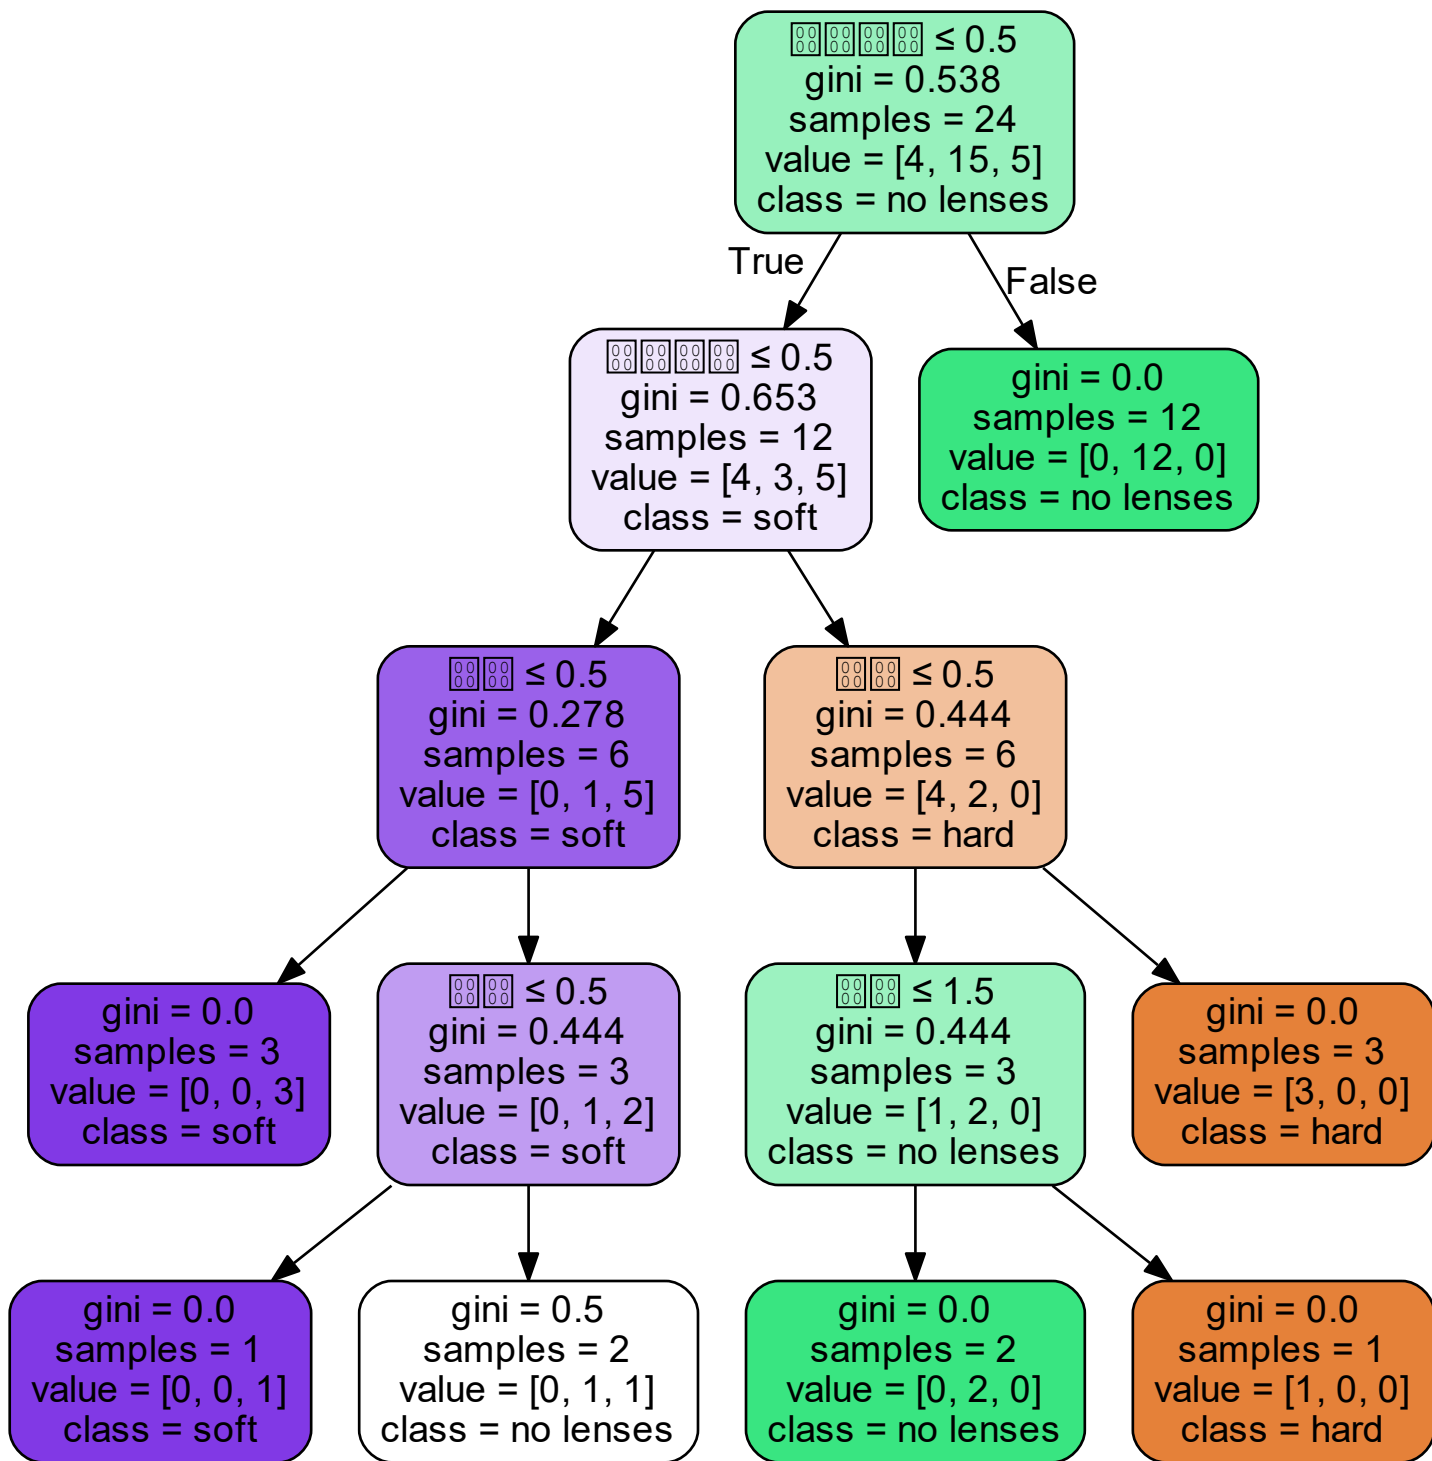 ≤ 0.5
gini = 0.538
samples = 24
value = [4, 15, 5]
class = no lenses
True
False
≤ 0.5
gini = 0.653
samples = 12
value = [4, 3, 5]
class = soft
gini = 0.0
samples = 12
value = [0, 12, 0]
class = no lenses
≤ 0.5
gini = 0.278
samples = 6
value = [0, 1, 5]
class = soft
≤ 0.5
gini = 0.444
samples = 6
value = [4, 2, 0]
class = hard
gini = 0.0
samples = 3
value = [0, 0, 3]
class = soft
≤ 0.5
gini = 0.444
samples = 3
value = [0, 1, 2]
class = soft
≤ 1.5
gini = 0.444
samples = 3
value = [1, 2, 0]
class = no lenses
gini = 0.0
samples = 3
value = [3, 0, 0]
class = hard
gini = 0.0
samples = 1
value = [0, 0, 1]
class = soft
gini = 0.5
samples = 2
value = [0, 1, 1]
class = no lenses
gini = 0.0
samples = 2
value = [0, 2, 0]
class = no lenses
gini = 0.0
samples = 1
value = [1, 0, 0]
class = hard